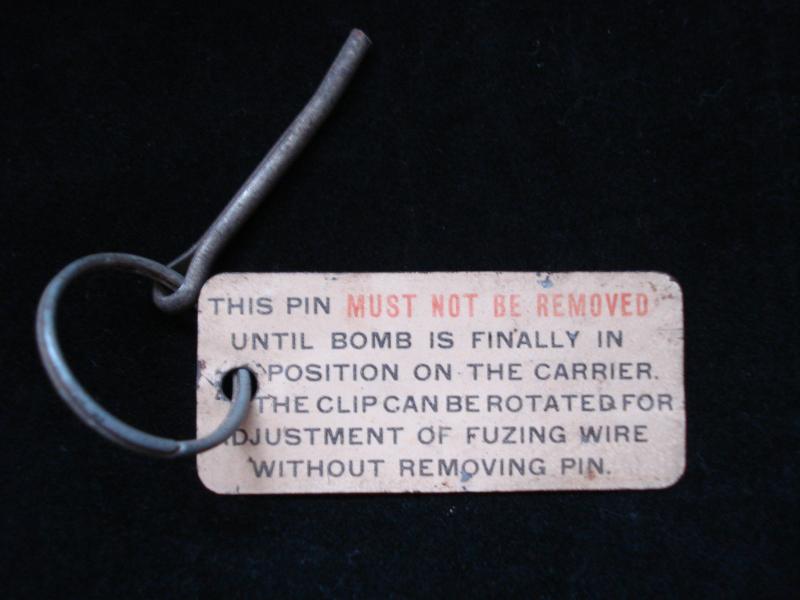 THIS PIN MUST NOT BE REMOVED
UNTIL BOMB IS FINALLY IN
POSITION ON THE CARRIER.
THE CLIP CAN BE ROTATED FOR
DJUSTMENT OF FUZING WIRE
WITHOUT REMOVING PIN.